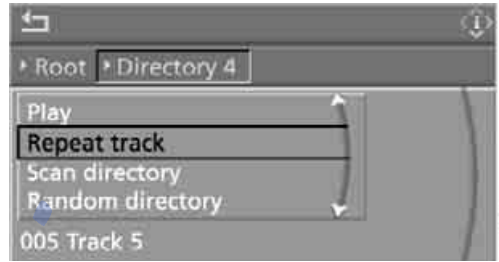 Root Directory 4
Play
Repeat track
Scan directory
Random directory
005 Track 5